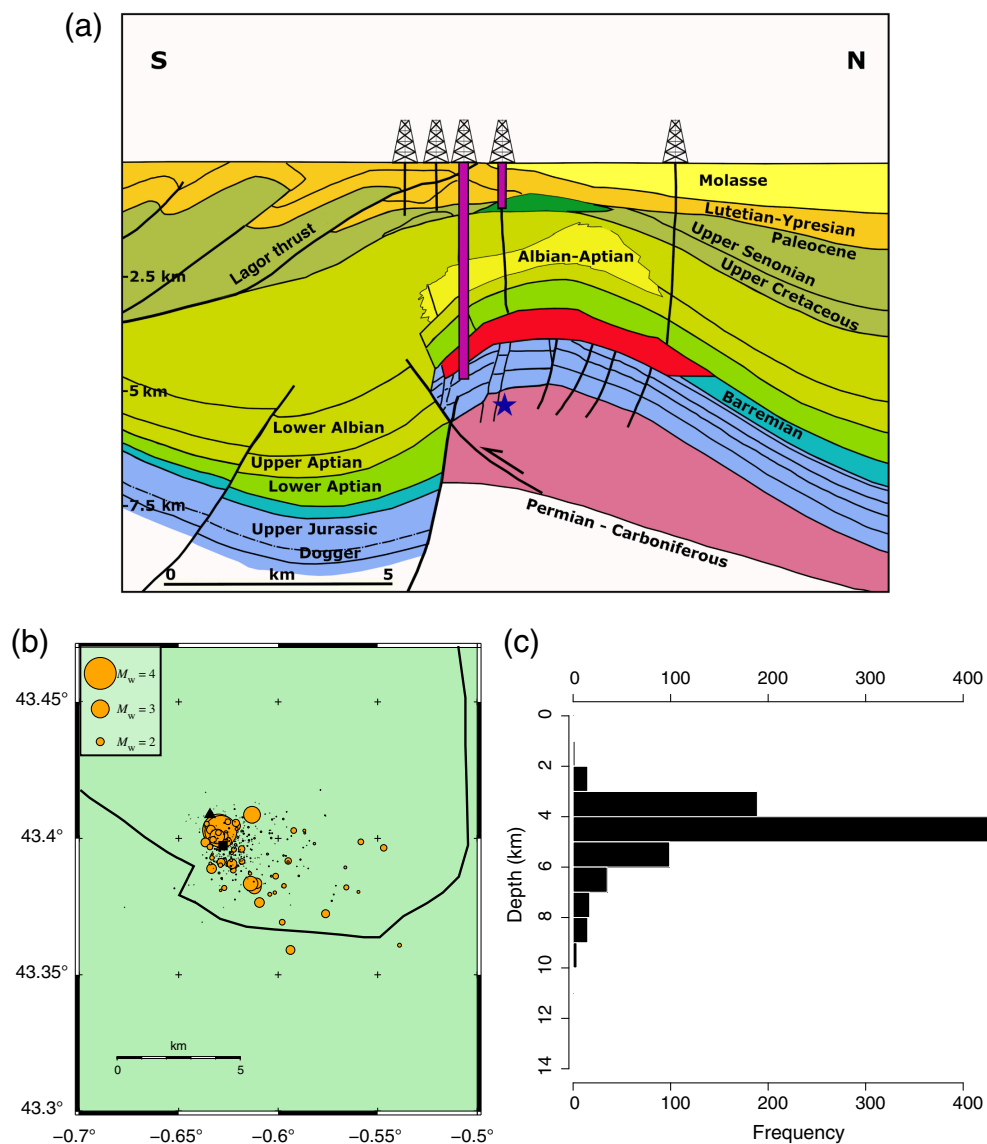 (a)
S
N
Molasse
Lutetian-Ypresian
Paleocene
Upper Senonian
Upper Cretaceous
Lagor thrust
Albian-Aptian
-2.5 km
5 km
Barremian
Lower Albian
Upper Aptian
Lower Aptian
-7.5 km
Upper Jurassic
Dogger
Permian - Carboniferous
0 km 5
(b)
Mw = 4
Mw = 3
Mw = 2
43.45°
43.4°
43.35°
43.3°
km
0 5
−0.7° −0.65° −0.6° −0.55° −0.5°
(c)
0 100 200 300 400
0
2
4
6
8
10
12
14
Depth (km)
0 100 200 300 400
Frequency